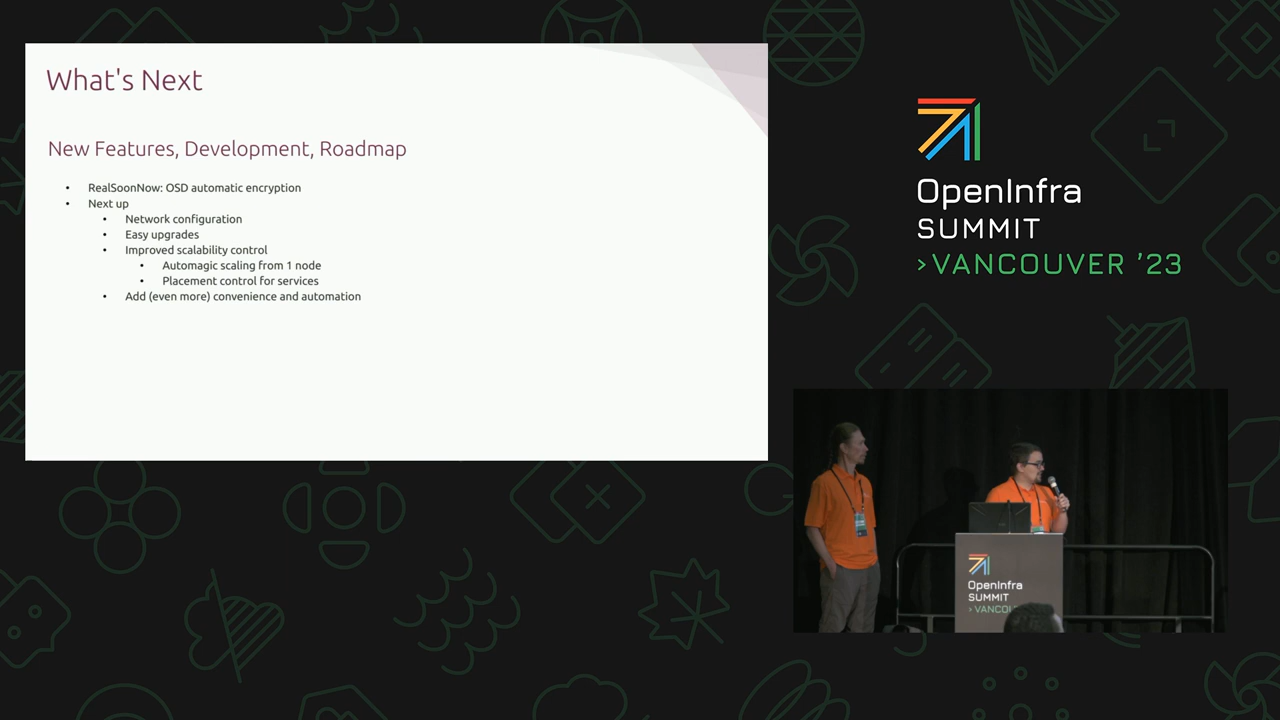 What's Next
New Features, Development, Roadmap
• RealSoonNow: OSD automatic encryption
• Next up
• Network configuration
• Easy upgrades
• Improved scalability control
• Automagic scaling from 1 node
• Placement control for services
• Add (even more) convenience and automation
OpenInfra
SUMMIT
>VANCOUVER '23
OpenInfra
SUMMIT
> VANCOU